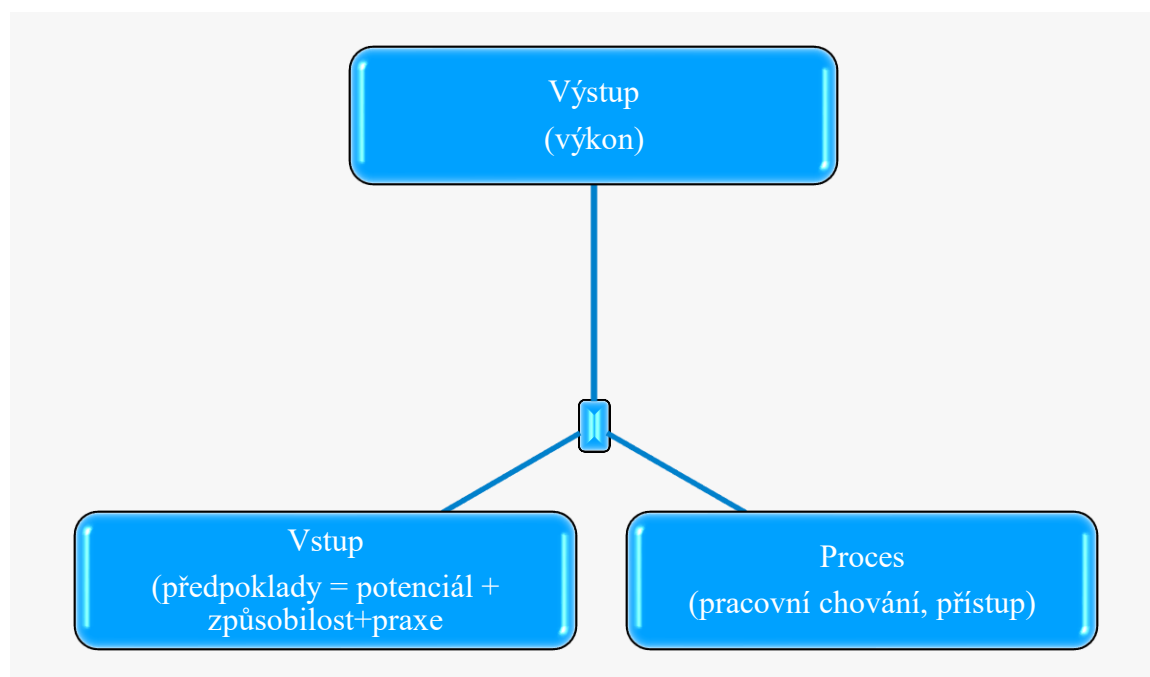 Výstup
(výkon)
Vstup
(předpoklady = potenciál +
způsobilost+praxe
Proces
(pracovní chování, přístup)